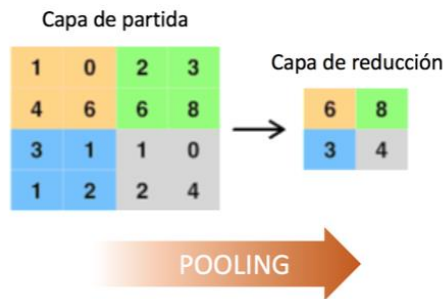 Capa de partida
Capa de reducción
1 0 2 3
4 6 6 8
3 1 1 0
1 2 2 4
6 8
3 4
POOLING